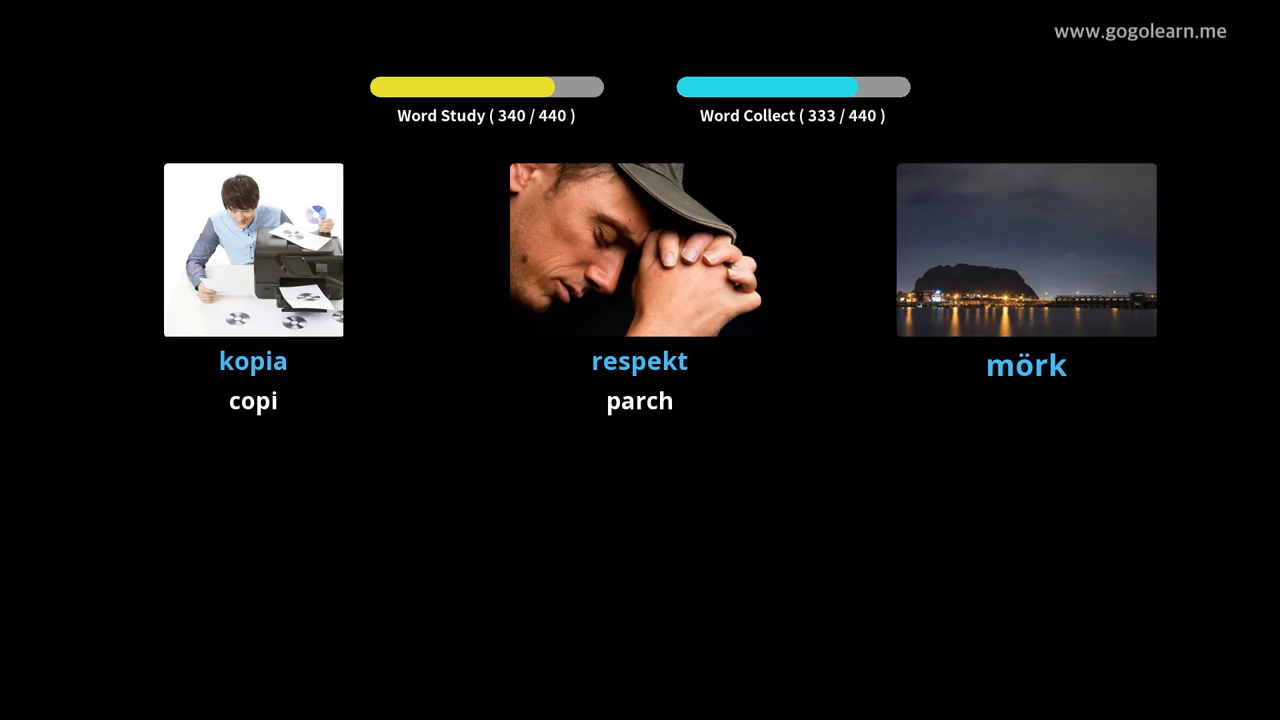 www.gogolearn.me
Word Study ( 340 / 440 )
Word Collect ( 333 / 440 )
kopia
copi
respekt
parch
mörk